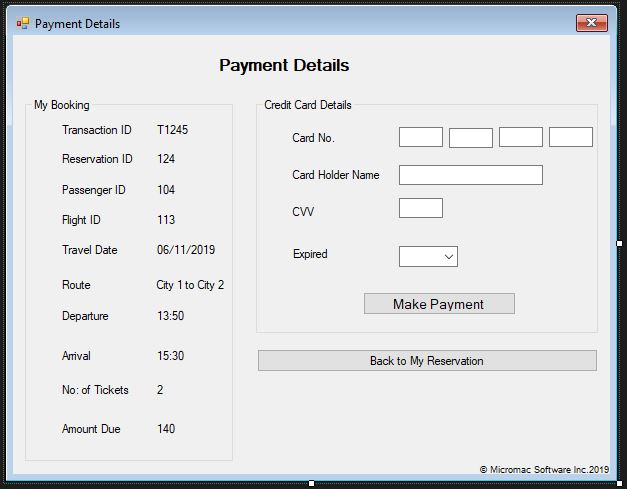 Payment Details
Payment Details
My Booking
Transaction ID T1245
Reservation ID 124
Passenger ID 104
Flight ID 113
Travel Date 06/11/2019
Route City 1 to City 2
Departure 13:50
Arrival 15:30
No: of Tickets 2
Amount Due 140
Credit Card Details
Card No.
Card Holder Name
CVV
Expired
Make Payment
Back to My Reservation
© Micromac Software Inc.2019